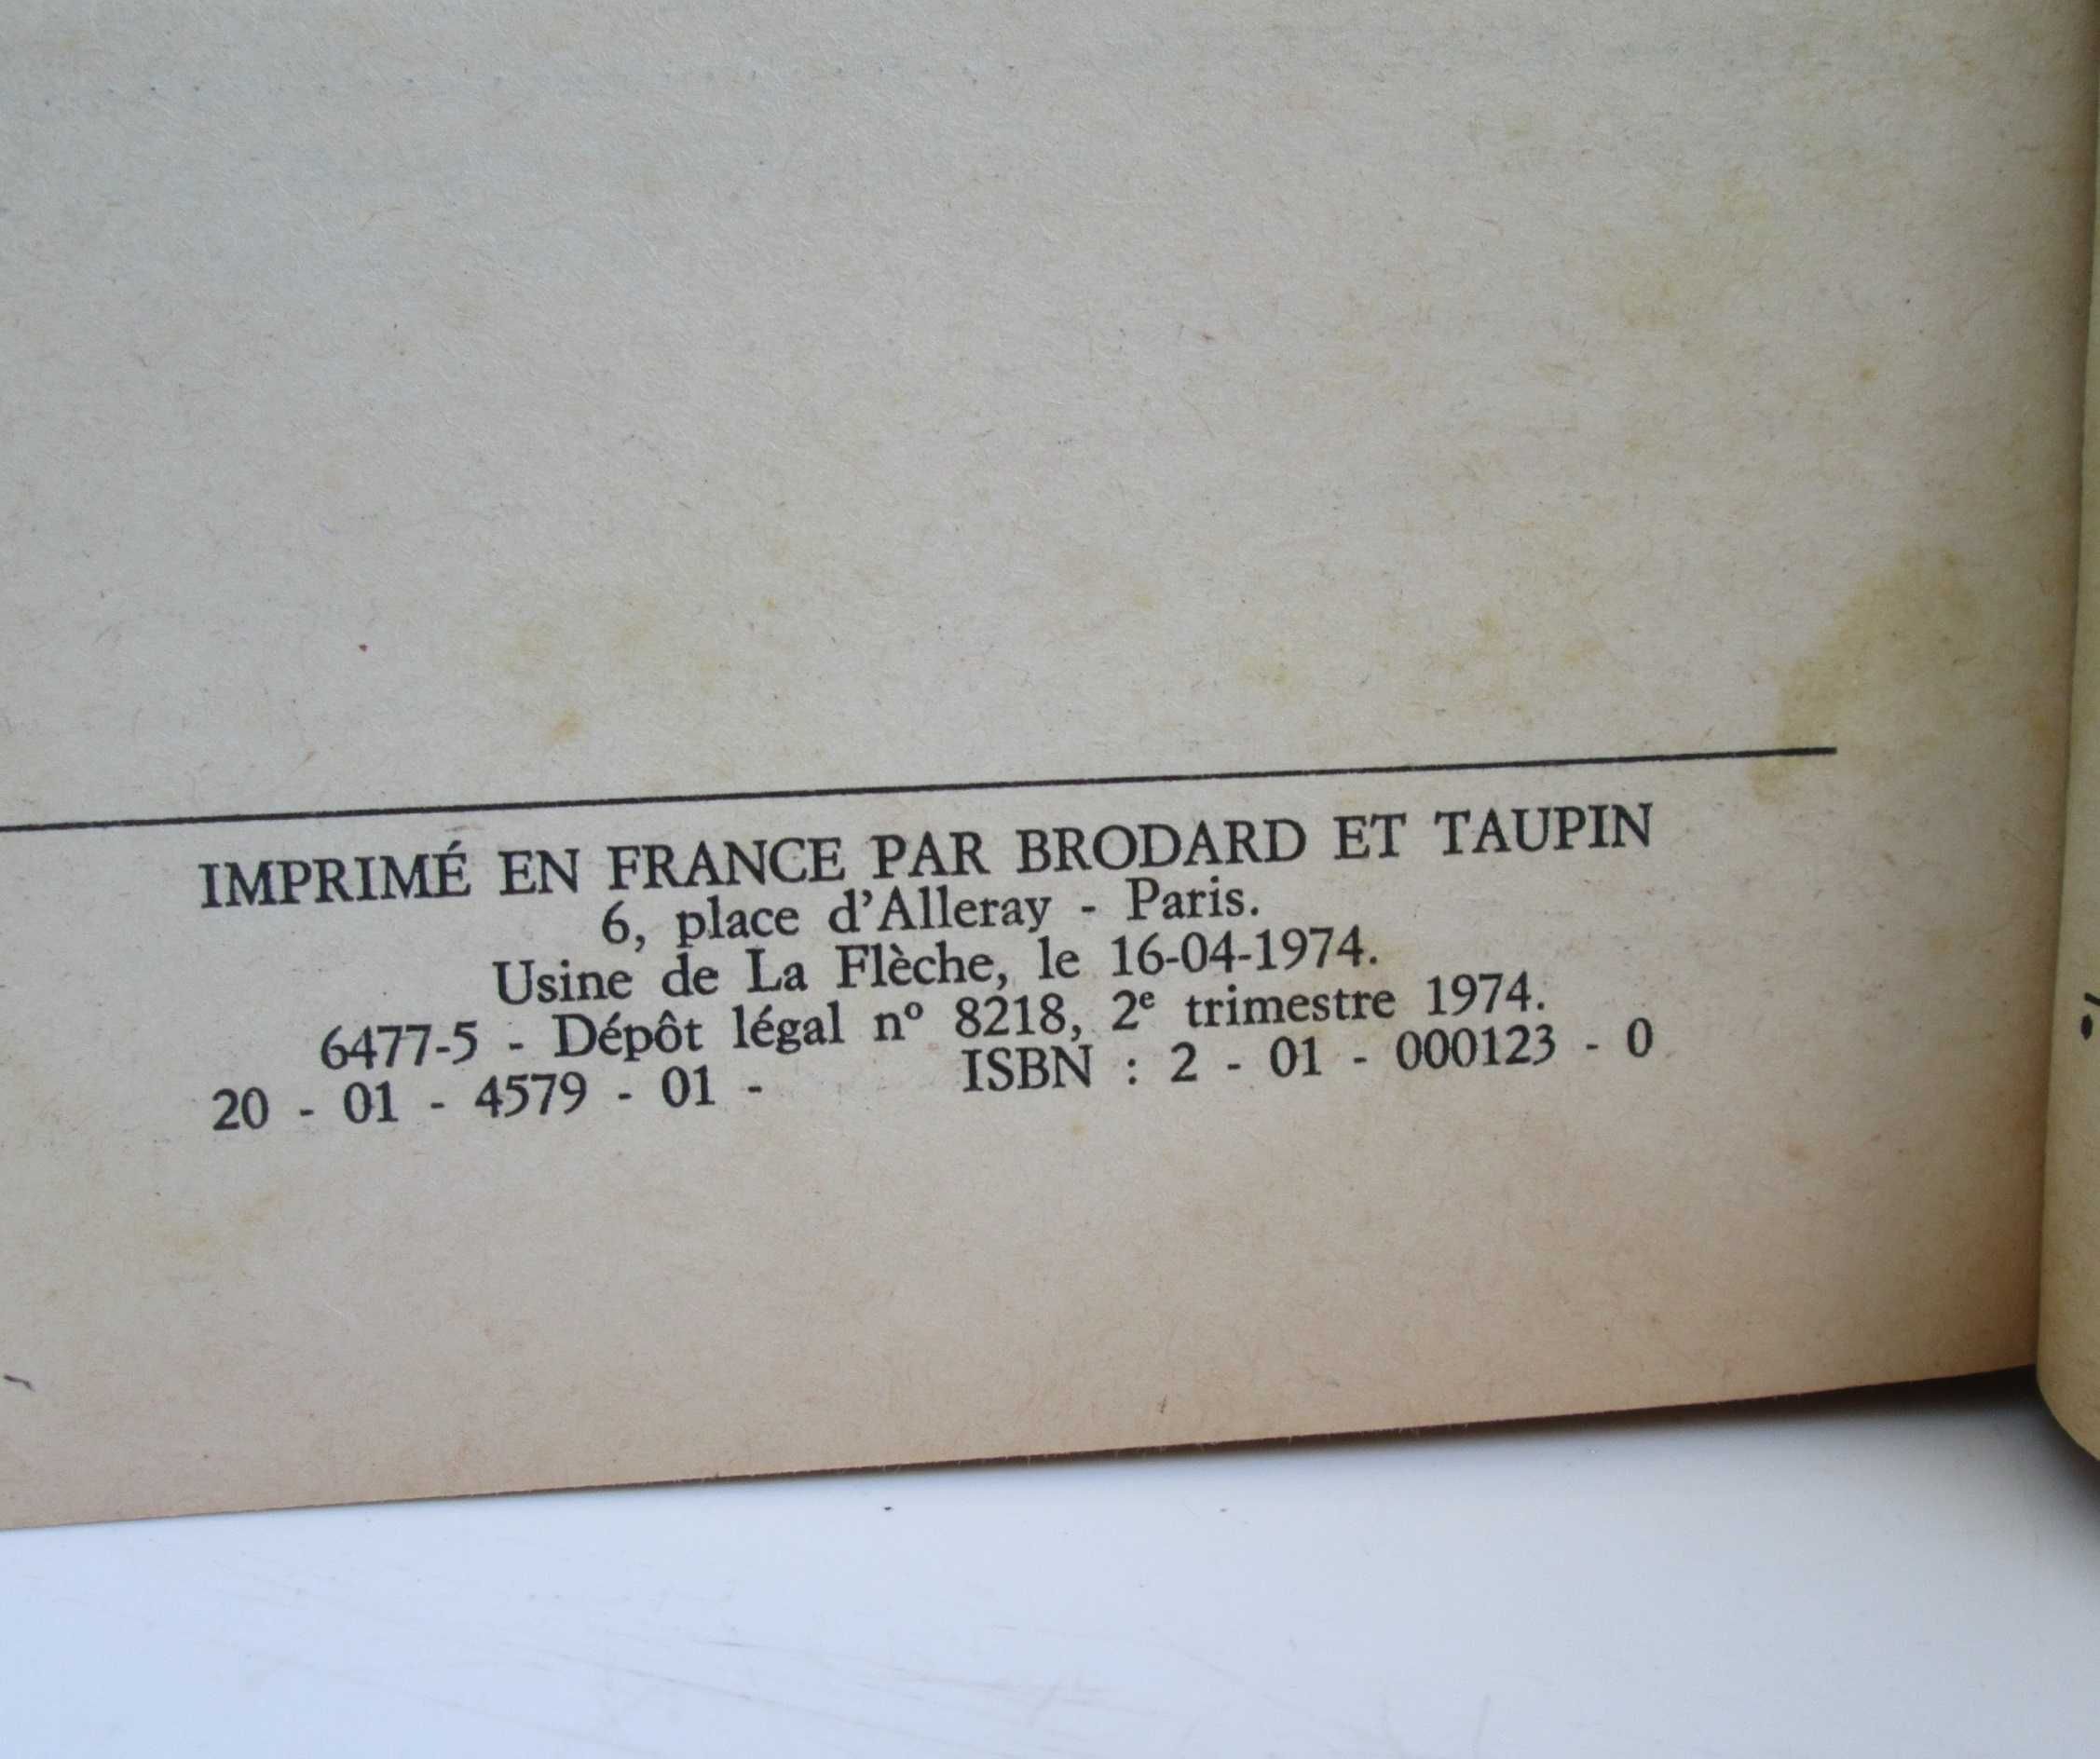 IMPRIMÉ EN FRANCE PAR BRODARD ET TAUPIN
6, place d'Alleray - Paris.
Usine de La Flèche, le 16-04-1974.
6477-5 - Dépôt légal nº 8218, 2e trimestre 1974.
20 - 01 - 4579 - 01 - ISBN : 2 - 01 - 000123 - 0